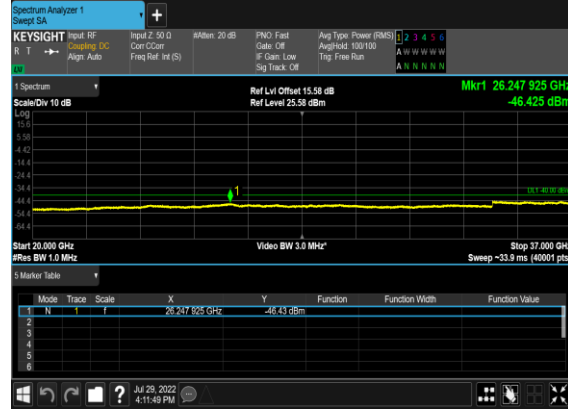 Spectrum Analyzer 1
Swept SA
+
KEYSIGHT Input: RF Input Z: 50 Ω #Atten: 20 dB PNO: Fast Avg Type: Power (RMS) 1 2 3 4 5 6
R T Coupling: DC Corr CCorr Gate: Off Avg|Hold: 100/100 A W W W W W
Align: Auto Freq Ref: Int (S) IF Gain: Low Trig: Free Run
Sig Track: Off A N N N N N
LM
1 Spectrum Ref Lvl Offset 15.58 dB Mkr1 26.247 925 GHz
Scale/Div 10 dB Ref Level 25.58 dBm -46.425 dBm
Log
15.6
5.58
-4.42
-14.4
-24.4
-34.4
1
-44.4
-54.4
-64.4
Start 20.000 GHz Video BW 3.0 MHz* Stop 37.000 GHz
#Res BW 1.0 MHz Sweep ~33.9 ms (40001 pts)
5 Marker Table
Mode Trace Scale X Y Function Function Width Function Value
1 N 1 f 26.247 925 GHz -46.43 dBm
2
3
4
5
6
? Jul 29, 2022
4:11:49 PM